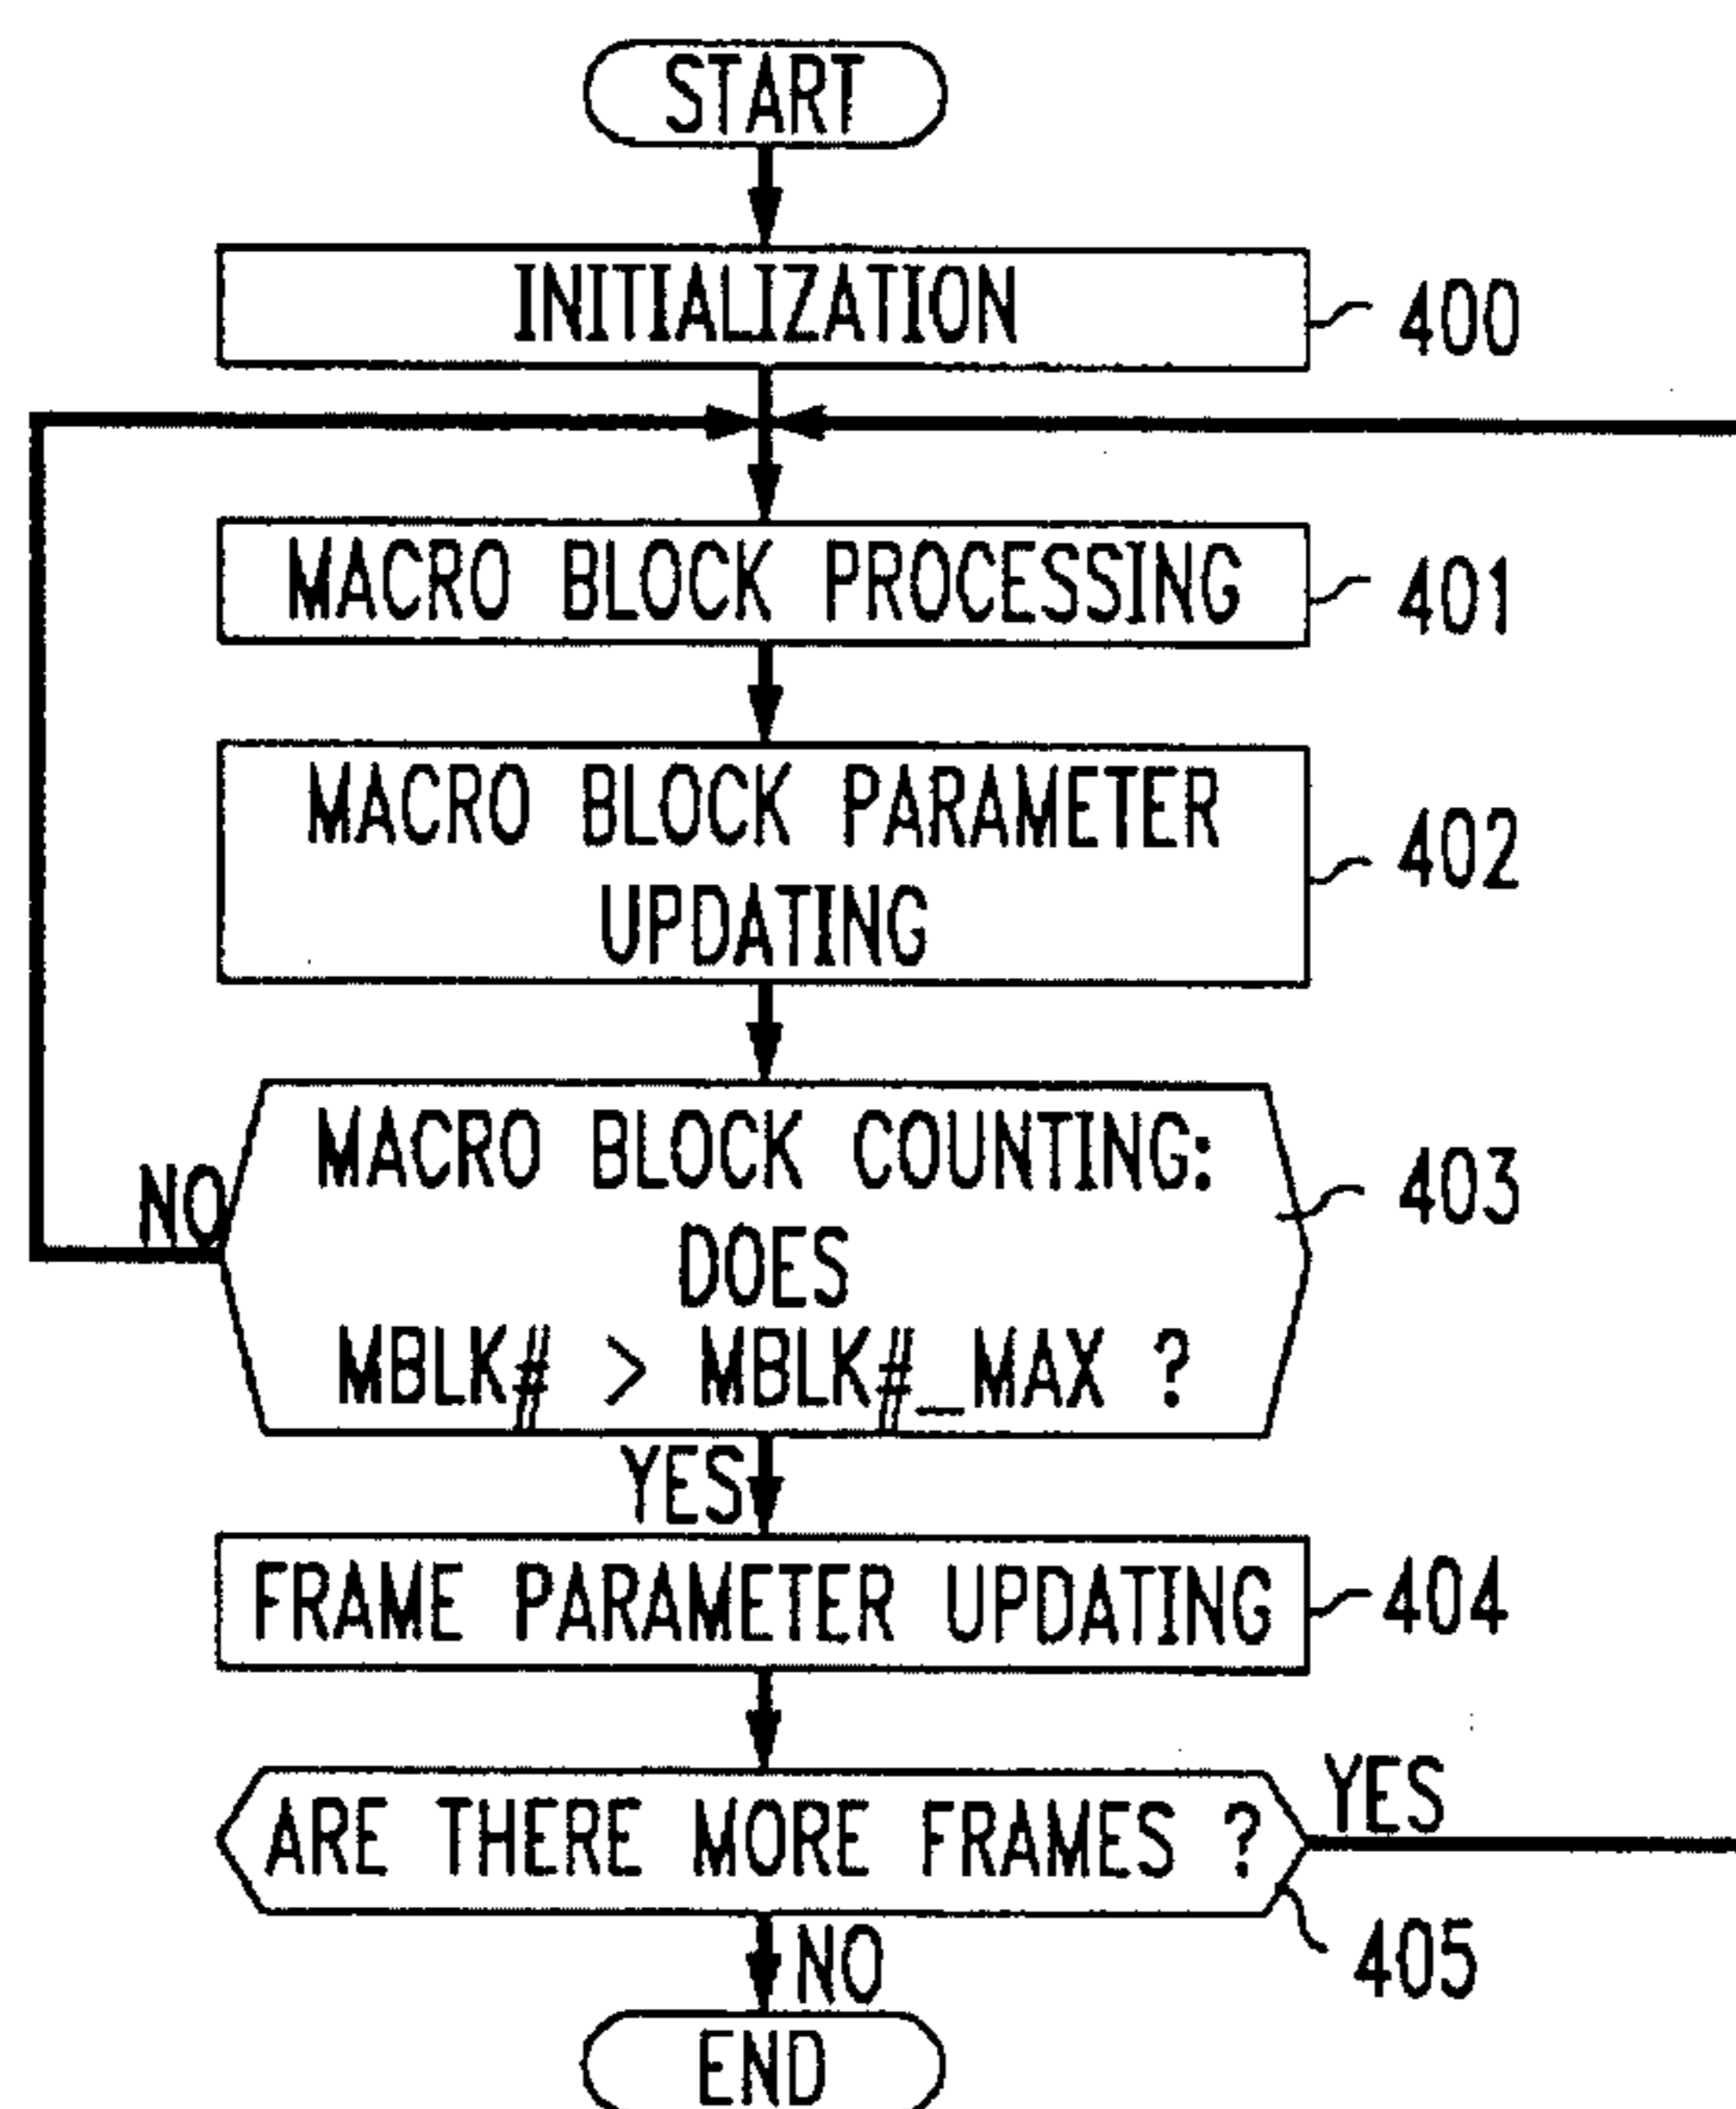 START
INITIALIZATION
400
MACRO BLOCK PROCESSING
401
MACRO BLOCK PARAMETER
UPDATING
402
MACRO BLOCK COUNTING:
DOES
MBLK# > MBLK#_MAX ?
403
NO
YES
FRAME PARAMETER UPDATING
404
ARE THERE MORE FRAMES ?
YES
405
NO
END